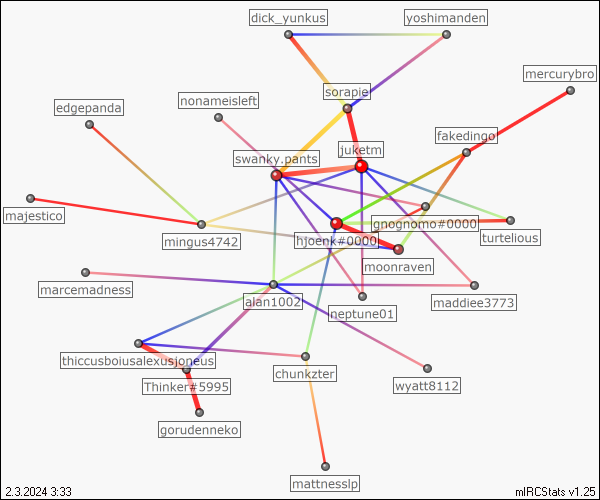 dick_yunkus
yoshimanden
mercurybro
sorapie
nonameisleft
edgepanda
fakedingo
juketm
swanky.pants
majestico
gnognomo#0000
turtelious
mingus4742
hjoenk#0000
moonraven
marcemadness
alan1002
maddiee3773
neptune01
thiccusboiusalexusjoneus
chunkzter
Thinker#5995
wyatt8112
gorudenneko
mattnesslp
2.3.2024 3:33
mIRCStats v1.25